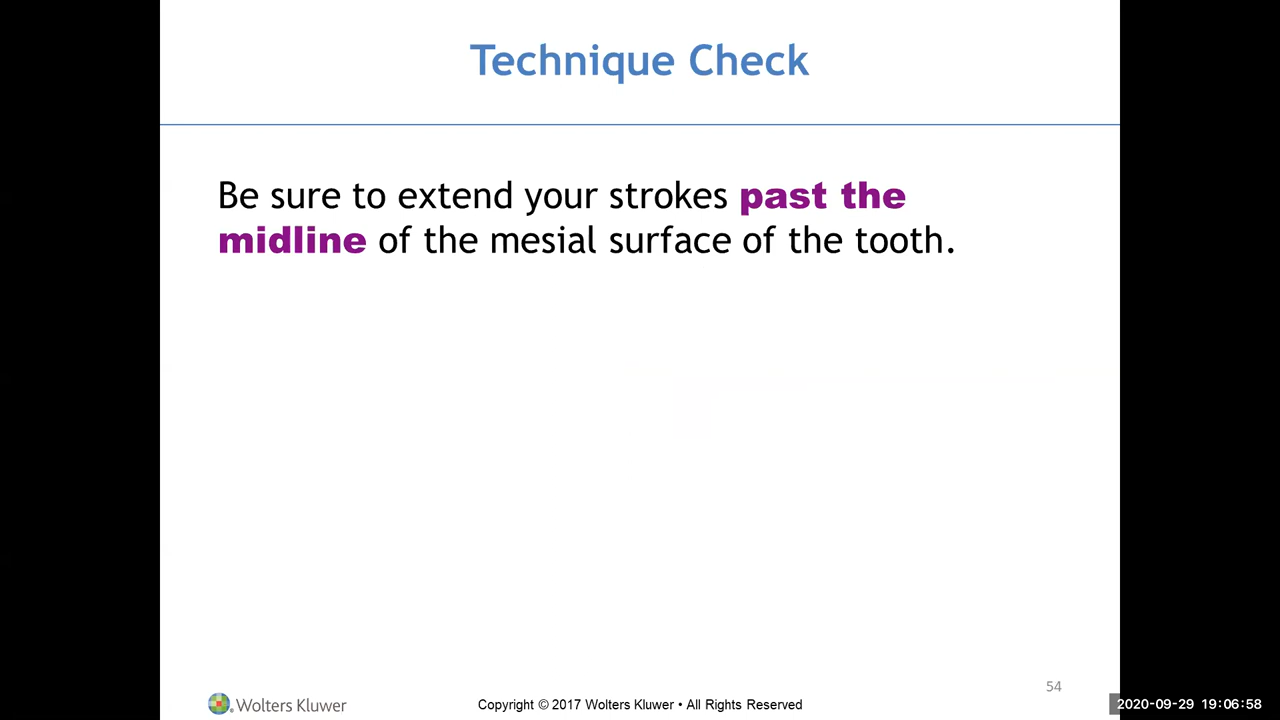 Technique Check
Be sure to extend your strokes past the
midline of the mesial surface of the tooth.
54
Wolters Kluwer
Copyright © 2017 Wolters Kluwer • All Rights Reserved
2020-09-29 19:06:58